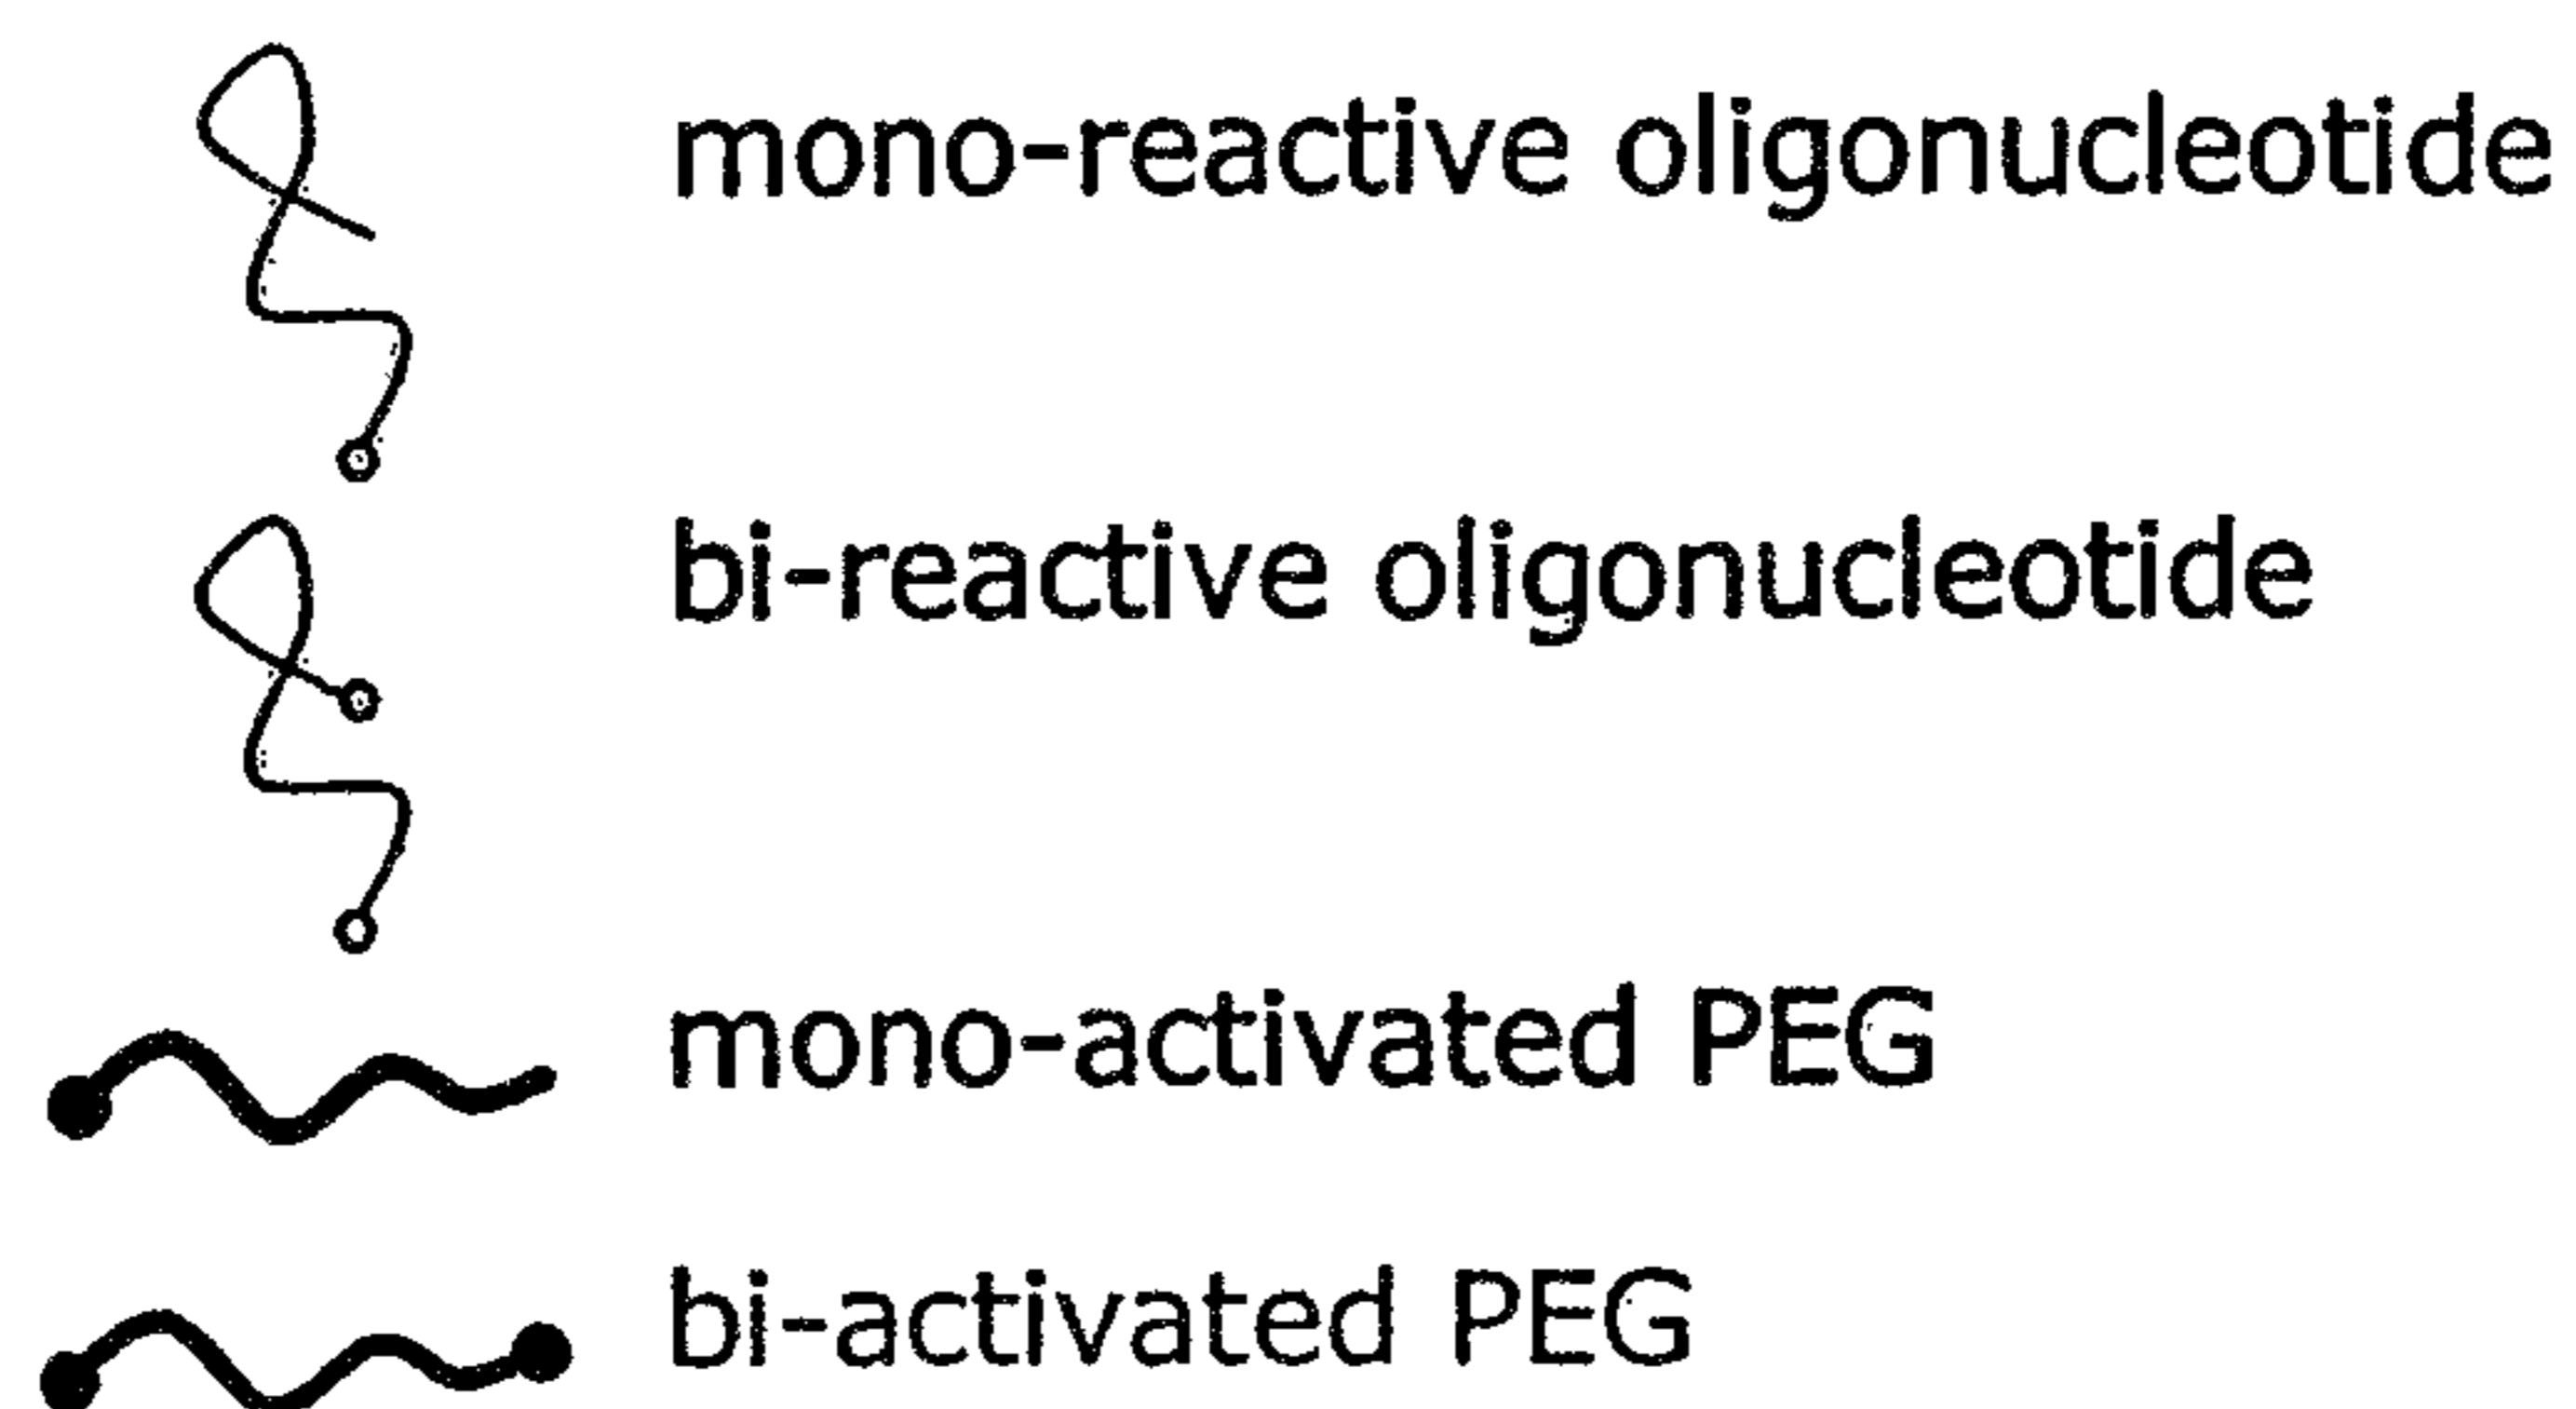 mono-reactive oligonucleotide
bi-reactive oligonucleotide
mono-activated PEG
bi-activated PEG